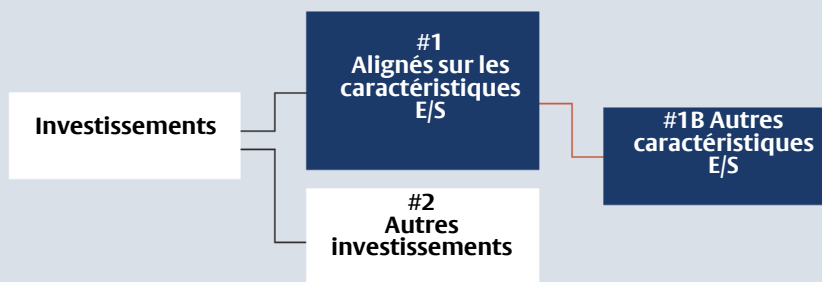 Investissements
#1
Alignés sur les
caractéristiques
E/S
#2
Autres
investissements
#1B Autres
caractéristiques
E/S